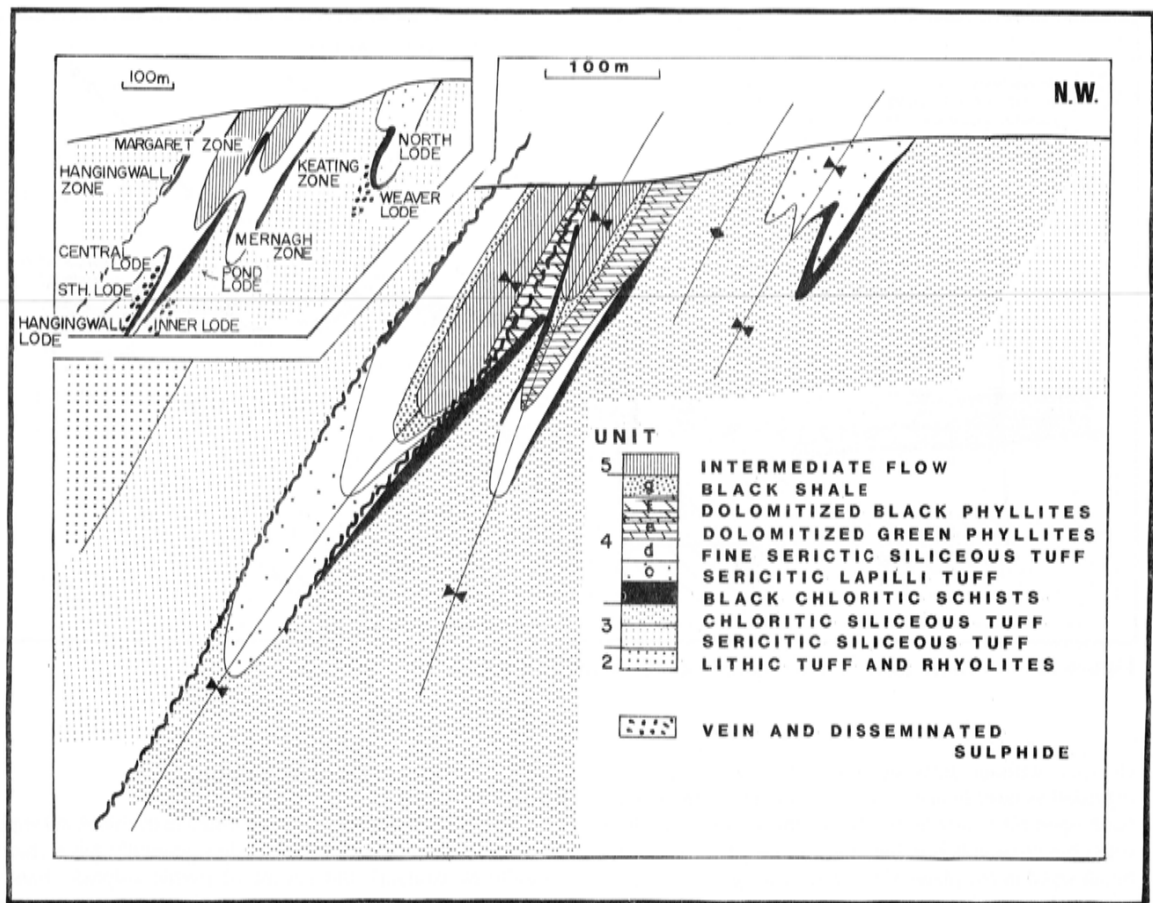 100m
100m
N.W.
MARGARET ZONE
HANGINGWALL
ZONE
KEATING
ZONE
NORTH
LODE
WEAVER
LODE
MERNAGH
ZONE
CENTRAL
LODE
POND
LODE
STH. LODE
HANGINGWALL
LODE
INNER LODE
UNIT
5 INTERMEDIATE FLOW
g BLACK SHALE
f DOLOMITIZED BLACK PHYLLITES
e DOLOMITIZED GREEN PHYLLITES
4
d FINE SERICTIC SILICEOUS TUFF
c SERICITIC LAPILLI TUFF
BLACK CHLORITIC SCHISTS
CHLORITIC SILICEOUS TUFF
3
SERICITIC SILICEOUS TUFF
2 LITHIC TUFF AND RHYOLITES
VEIN AND DISSEMINATED
SULPHIDE